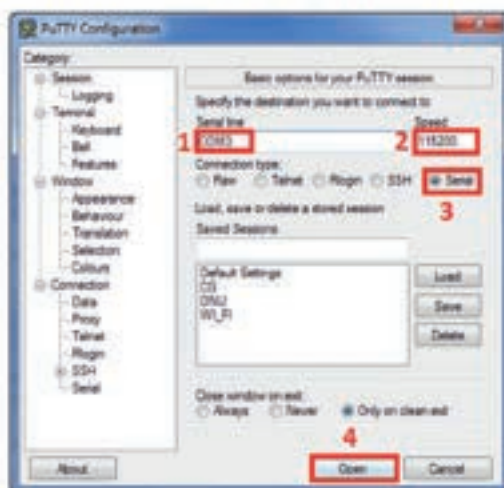 PuTTY Configuration
Category:
Session
Logging
Terminal
Keyboard
Bell
Features
Window
Appearance
Behaviour
Translation
Selection
Colours
Connection
Data
Proxy
Telnet
Rlogin
SSH
Serial
About
Basic options for your PuTTY session
Specify the destination you want to connect to
Serial line
Speed
1
COM3
2
115200
Connection type:
Raw
Telnet
Rlogin
SSH
Serial
3
Load, save or delete a stored session
Saved Sessions
Default Settings
ONU
WI_FI
Load
Save
Delete
Close window on exit:
Always
Never
Only on clean exit
4
Open
Cancel